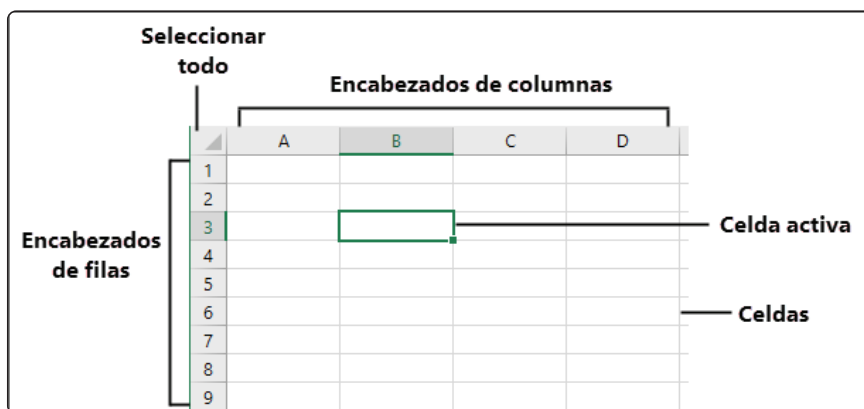 Seleccionar
todo
Encabezados de columnas
A B C D
1
2
3
Celda activa
Encabezados
de filas
4
5
6
Celdas
7
8
9